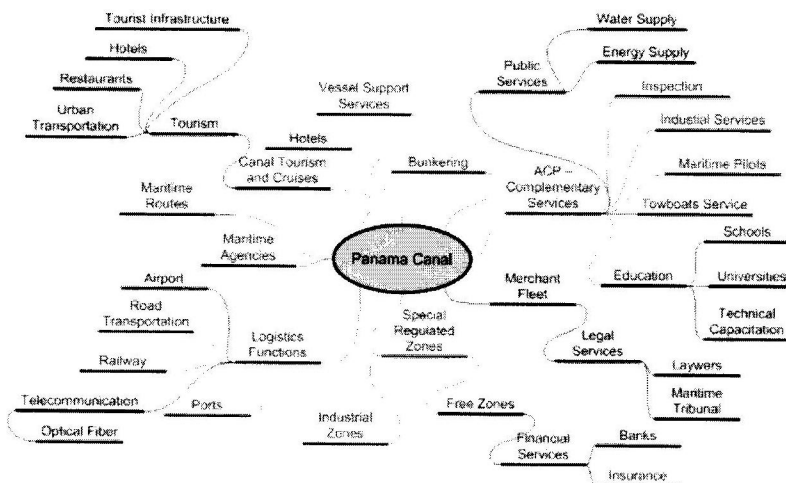 Tourist Infrastructure
Hotels
Restaurants
Urban
Transportation
Tourism
Vessel Support
Services
Hotels
Canal Tourism
and Cruises
Bunkering
Maritime
Routes
Maritime
Agencies
Panama Canal
Airport
Road
Transportation
Railway
Logistics
Functions
Telecommunication
Optical Fiber
Ports
Industrial
Zones
Special
Regulated
Zones
Free Zones
Financial
Services
Banks
Insurance
Merchant
Fleet
Legal
Services
Laywers
Maritime
Tribunal
Public
Services
Water Supply
Energy Supply
ACP –
Complementary
Services
Inspection
Industial Services
Maritime Pilots
Towboats Service
Education
Schools
Universities
Technical
Capacitation